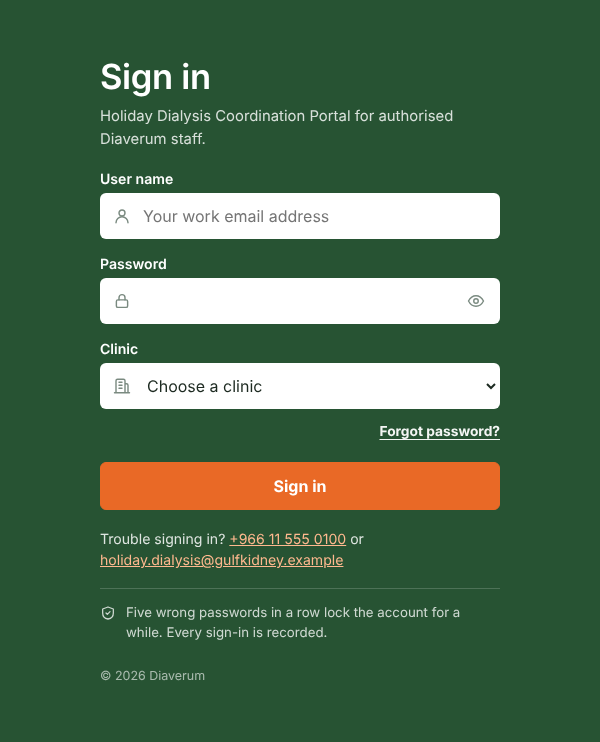 Sign in
Holiday Dialysis Coordination Portal for authorised
Diaverum staff.
User name
Your work email address
Password
Clinic
Choose a clinic
Forgot password?
Sign in
Trouble signing in? +966 11 555 0100 or
holiday.dialysis@gulfkidney.example
Five wrong passwords in a row lock the account for a
while. Every sign-in is recorded.
© 2026 Diaverum